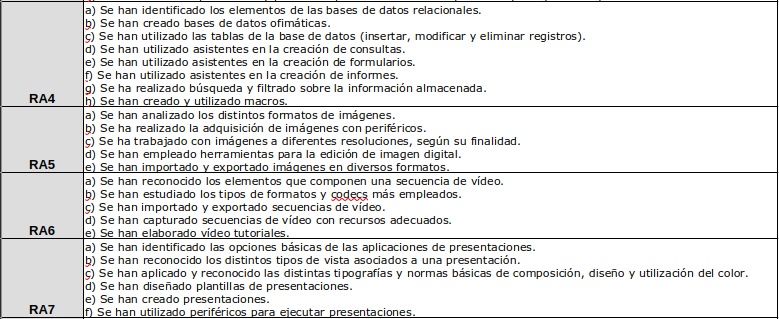 a) Se han identificado los elementos de las bases de datos relacionales.
b) Se han creado bases de datos ofimáticas.
c) Se han utilizado las tablas de la base de datos (insertar, modificar y eliminar registros).
d) Se han utilizado asistentes en la creación de consultas.
e) Se han utilizado asistentes en la creación de formularios.
f) Se han utilizado asistentes en la creación de informes.
g) Se ha realizado búsqueda y filtrado sobre la información almacenada.
RA4
h) Se han creado y utilizado macros.
a) Se han analizado los distintos formatos de imágenes.
b) Se ha realizado la adquisición de imágenes con periféricos.
c) Se ha trabajado con imágenes a diferentes resoluciones, según su finalidad.
d) Se han empleado herramientas para la edición de imagen digital.
RA5
e) Se han importado y exportado imágenes en diversos formatos.
a) Se han reconocido los elementos que componen una secuencia de vídeo.
b) Se han estudiado los tipos de formatos y codecs más empleados.
c) Se han importado y exportado secuencias de vídeo.
d) Se han capturado secuencias de vídeo con recursos adecuados.
RA6
e) Se han elaborado vídeo tutoriales.
a) Se han identificado las opciones básicas de las aplicaciones de presentaciones.
b) Se han reconocido los distintos tipos de vista asociados a una presentación.
c) Se han aplicado y reconocido las distintas tipografías y normas básicas de composición, diseño y utilización del color.
d) Se han diseñado plantillas de presentaciones.
e) Se han creado presentaciones.
RA7
f) Se han utilizado periféricos para ejecutar presentaciones.